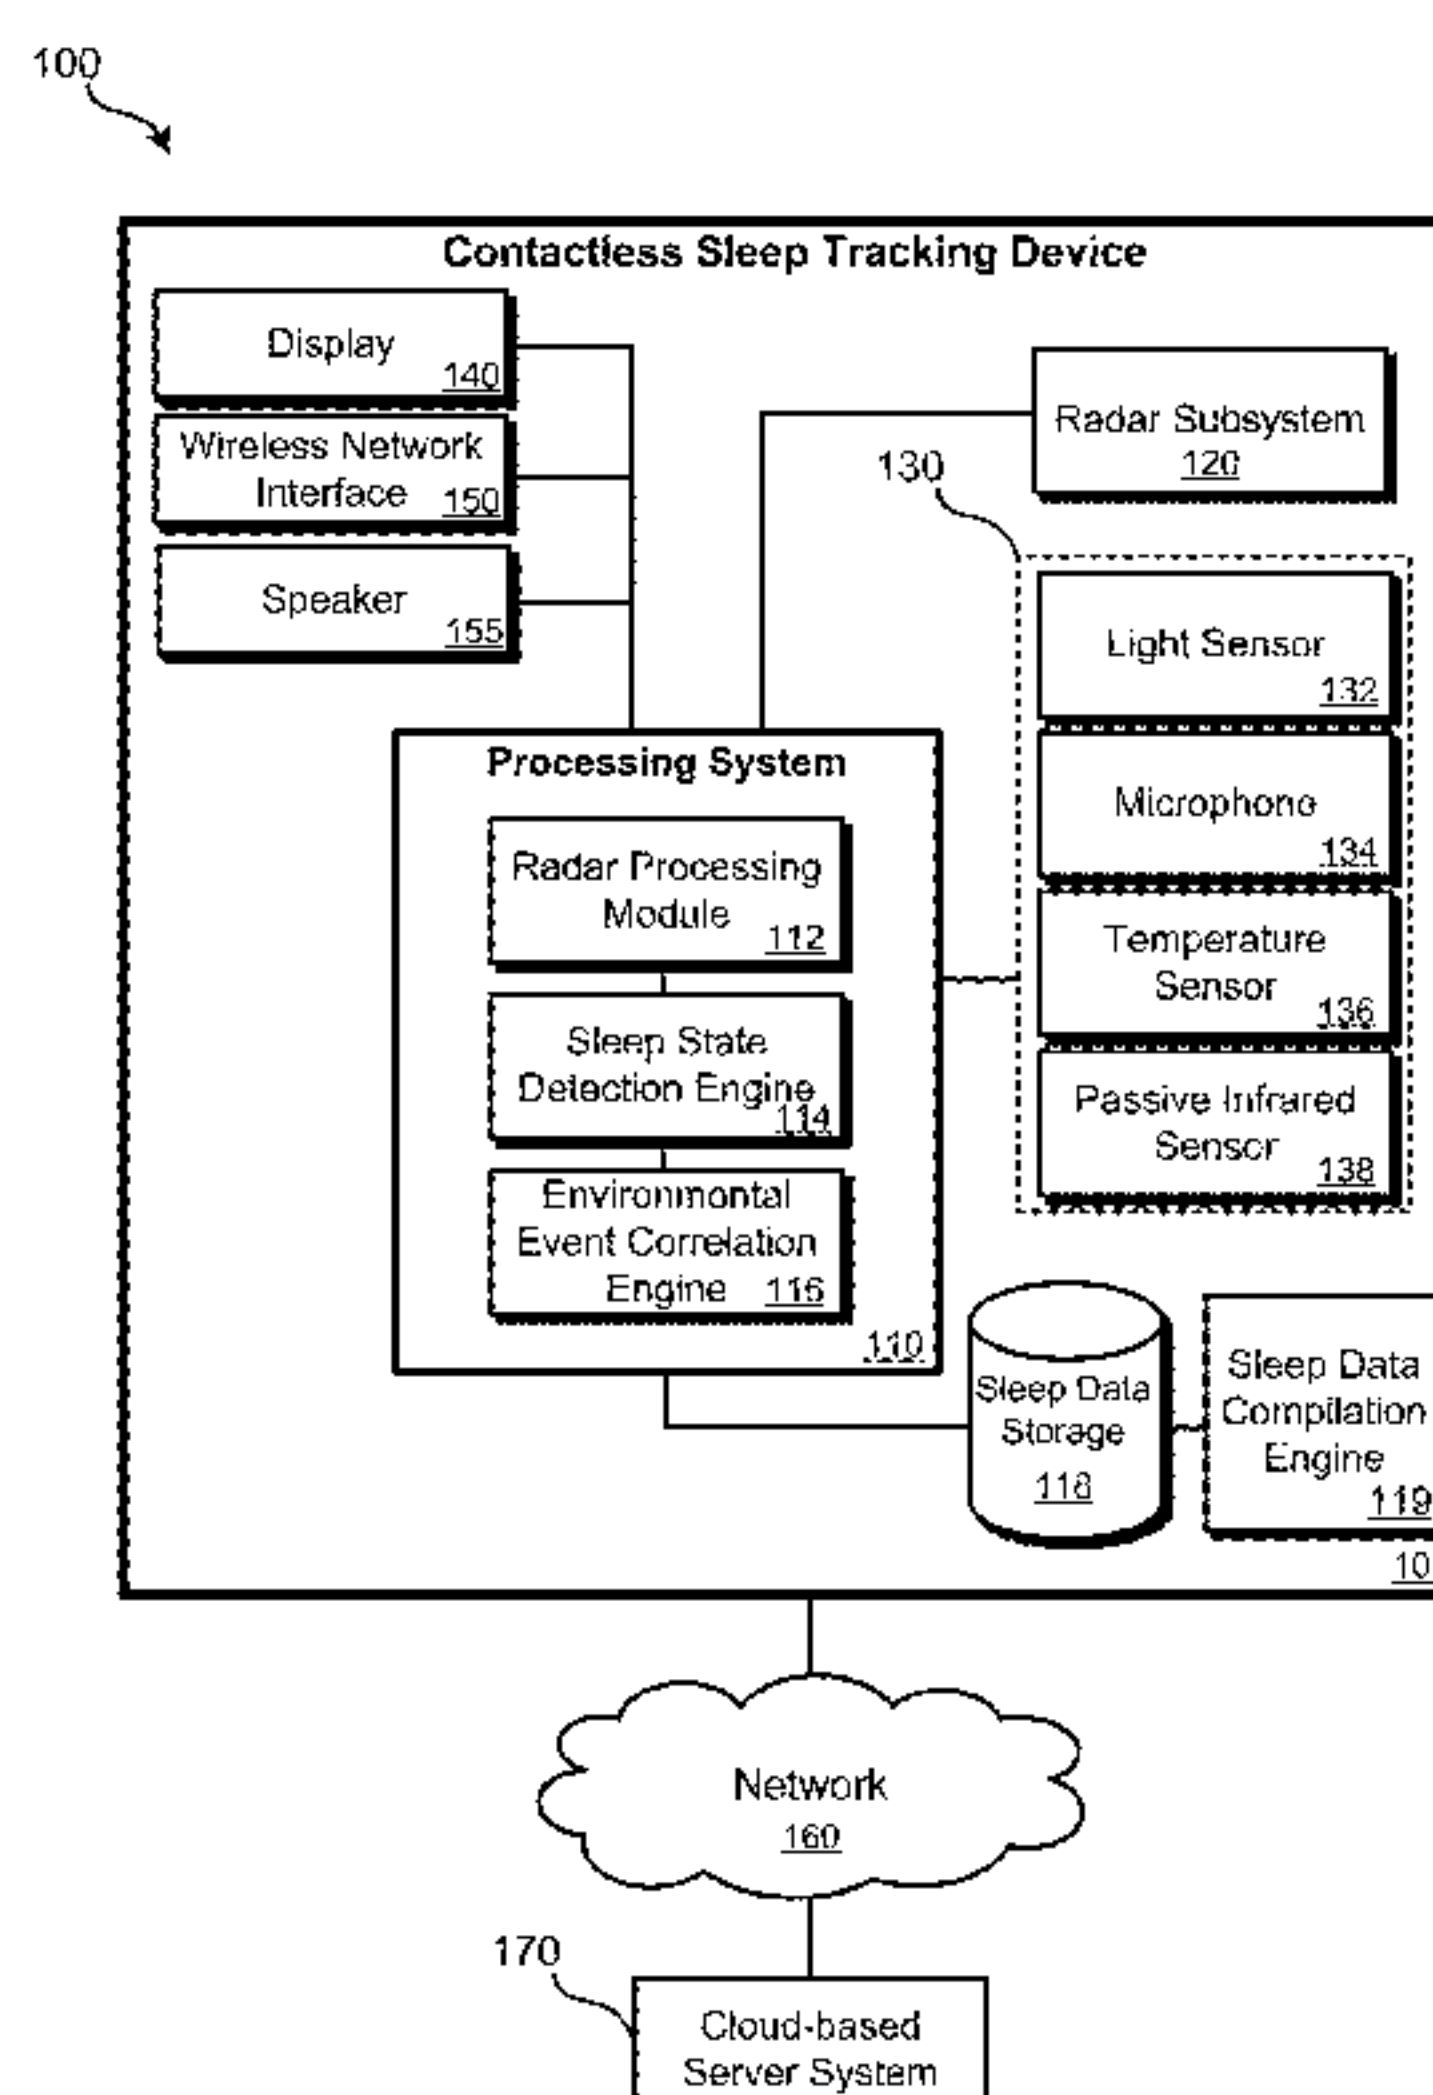 100
Contactless Sleep Tracking Device
Display
140
Wireless Network
Interface 150
Speaker
155
Radar Subsystem
120
130
Light Sensor
132
Microphone
134
Temperature
Sensor
136
Passive Infrared
Sensor
138
Processing System
Radar Processing
Module 112
Sleep State
Detection Engine
114
Environmental
Event Correlation
Engine 116
110
Sleep Data
Storage
118
Sleep Data
Compilation
Engine
119
10
Network
160
170
Cloud-based
Server System